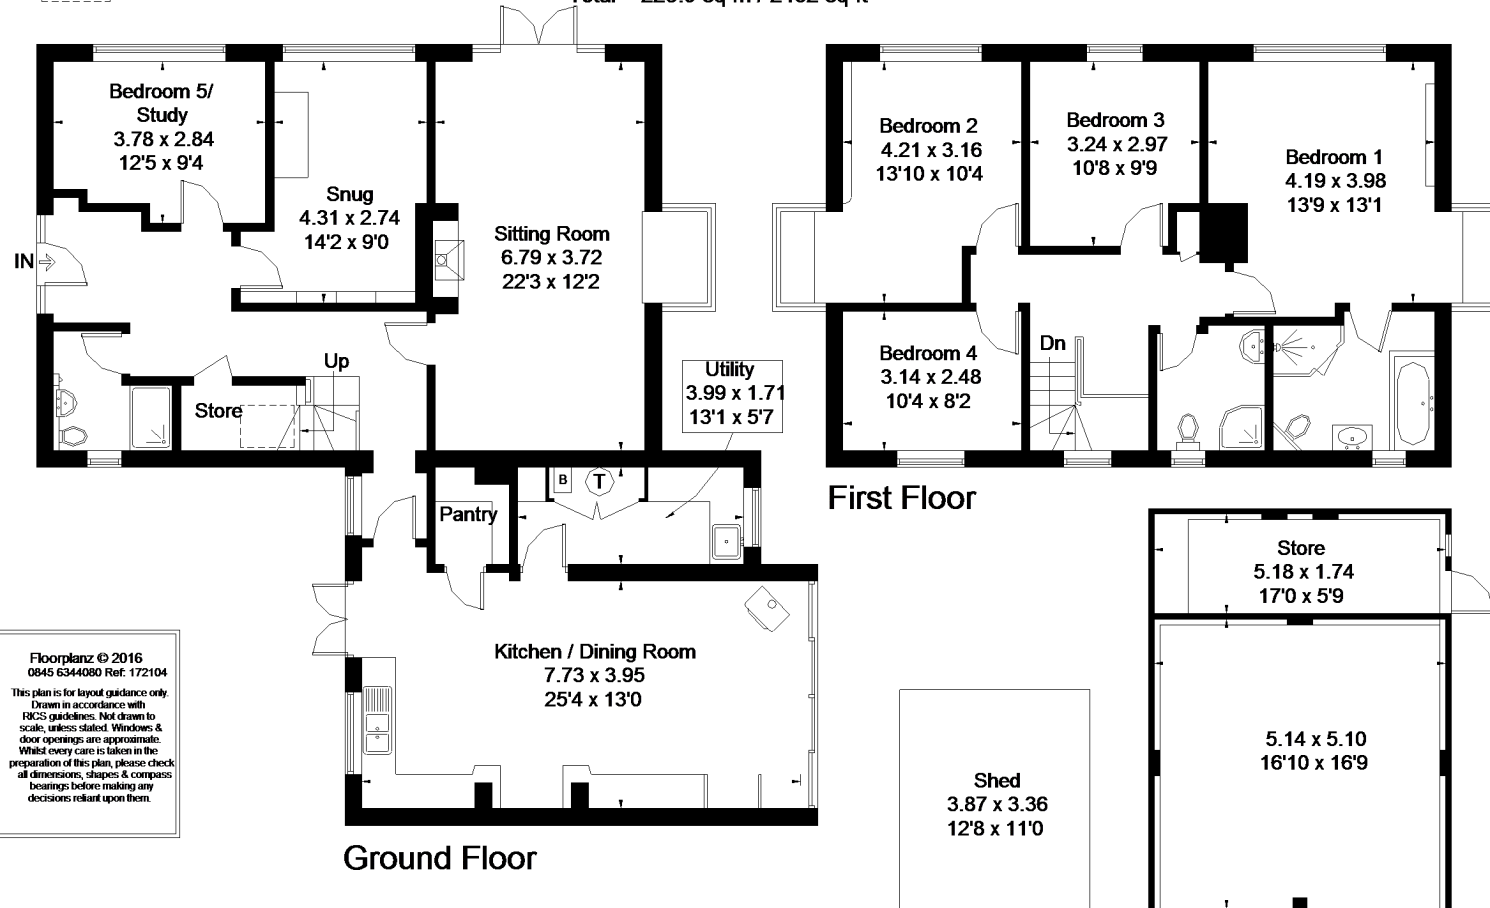 Bedroom 5/
Study
3.78 x 2.84
12'5 x 9'4
Snug
4.31 x 2.74
14'2 x 9'0
Sitting Room
6.79 x 3.72
22'3 x 12'2
IN
Up
Store
Utility
3.99 x 1.71
13'1 x 5'7
B
T
Pantry
Kitchen / Dining Room
7.73 x 3.95
25'4 x 13'0
Ground Floor
Bedroom 2
4.21 x 3.16
13'10 x 10'4
Bedroom 3
3.24 x 2.97
10'8 x 9'9
Bedroom 1
4.19 x 3.98
13'9 x 13'1
Bedroom 4
3.14 x 2.48
10'4 x 8'2
Dn
First Floor
Store
5.18 x 1.74
17'0 x 5'9
5.14 x 5.10
16'10 x 16'9
Shed
3.87 x 3.36
12'8 x 11'0
Floorplanz © 2016
0845 6344080 Ref: 172104
This plan is for layout guidance only.
Drawn in accordance with
RICS guidelines. Not drawn to
scale, unless stated. Windows &
door openings are approximate.
Whilst every care is taken in the
preparation of this plan, please check
all dimensions, shapes & compass
bearings before making any
decisions reliant upon them.